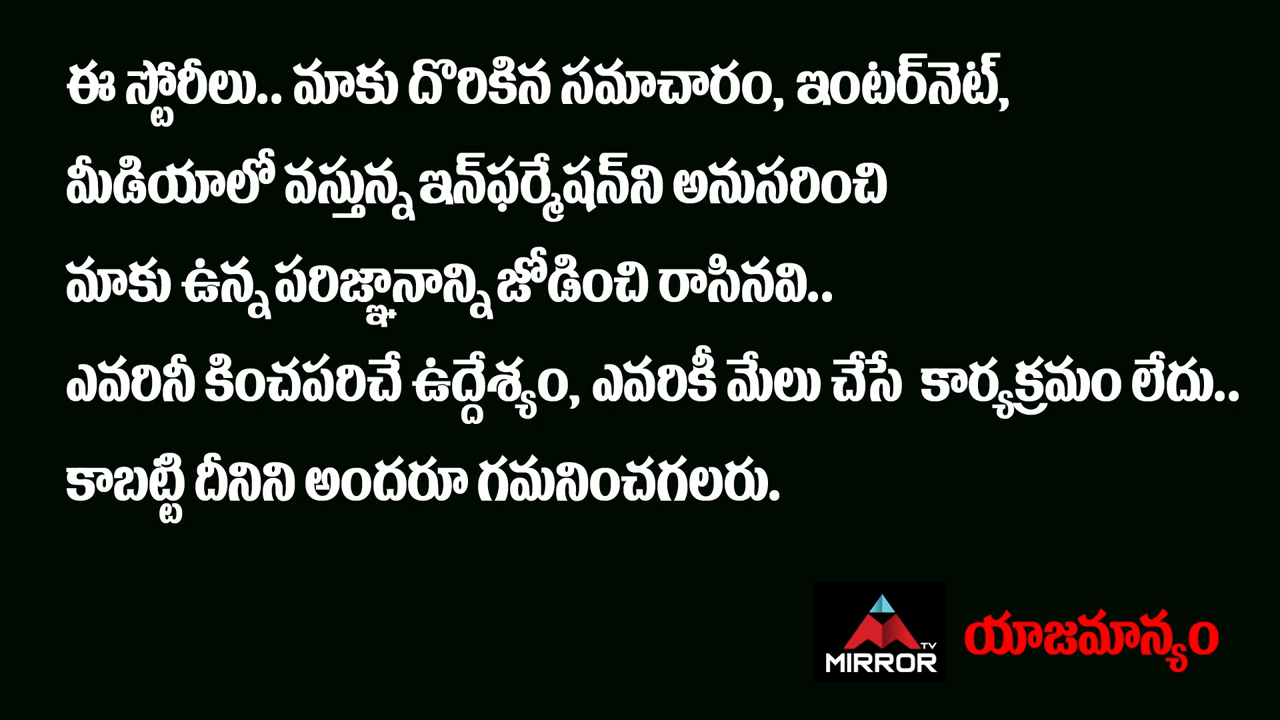 ఈ స్టోరీలు.. మాకు దొరికిన సమాచారం, ఇంటర్‌నెట్,
మీడియాలో వస్తున్న ఇన్‌ఫర్మేషన్‌ని అనుసరించి
మాకు ఉన్న పరిజ్ఞానాన్ని జోడించి రాసినవి..
ఎవరినీ కించపరిచే ఉద్దేశ్యం, ఎవరికీ మేలు చేసే కార్యక్రమం లేదు..
కాబట్టి దీనిని అందరూ గమనించగలరు.
TV
MIRROR
యాజమాన్యం